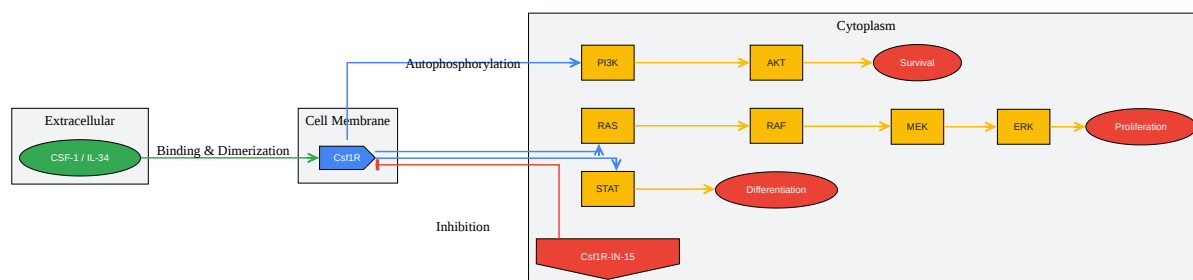 Cytoplasm
Autophosphorylation
PI3K
AKT
Survival
Extracellular
Cell Membrane
RAS
RAF
MEK
ERK
Proliferation
CSF-1 / IL-34
Binding & Dimerization
Csf1R
STAT
Differentiation
Inhibition
Csf1R-IN-15